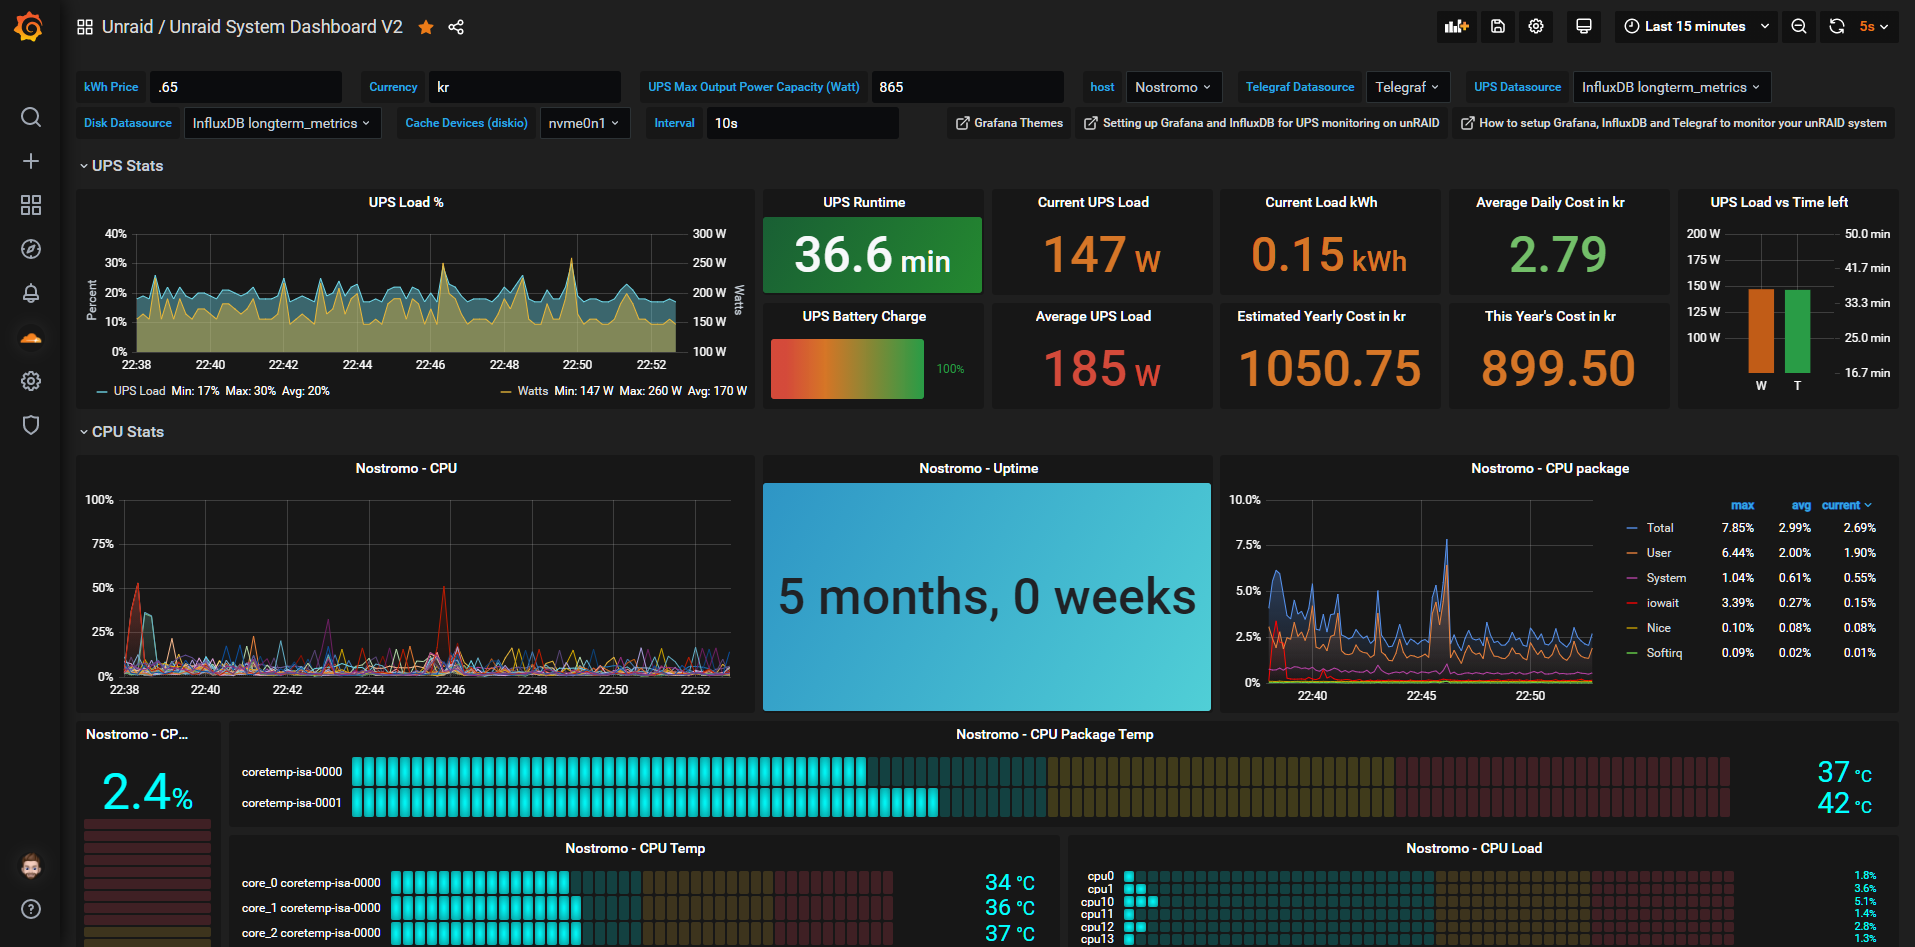 Unraid / Unraid System Dashboard V2
Last 15 minutes
5s
kWh Price .65 Currency kr UPS Max Output Power Capacity (Watt) 865 host Nostromo Telegraf Datasource Telegraf UPS Datasource InfluxDB longterm_metrics
Disk Datasource InfluxDB longterm_metrics Cache Devices (diskio) nvme0n1 Interval 10s Grafana Themes Setting up Grafana and InfluxDB for UPS monitoring on unRAID How to setup Grafana, InfluxDB and Telegraf to monitor your unRAID system
UPS Stats
UPS Load %
40%
30%
20%
10%
0%
Percent
300 W
250 W
200 W
150 W
100 W
Watts
22:38 22:40 22:42 22:44 22:46 22:48 22:50 22:52
UPS Load Min: 17% Max: 30% Avg: 20%
Watts Min: 147 W Max: 260 W Avg: 170 W
UPS Runtime
36.6 min
Current UPS Load
147 W
Current Load kWh
0.15 kWh
Average Daily Cost in kr
2.79
UPS Battery Charge
100%
Average UPS Load
185 W
Estimated Yearly Cost in kr
1050.75
This Year's Cost in kr
899.50
UPS Load vs Time left
200 W
175 W
150 W
125 W
100 W
50.0 min
41.7 min
33.3 min
25.0 min
16.7 min
W T
CPU Stats
Nostromo - CPU
100%
75%
50%
25%
0%
22:38 22:40 22:42 22:44 22:46 22:48 22:50 22:52
Nostromo - Uptime
5 months, 0 weeks
Nostromo - CPU package
10.0%
7.5%
5.0%
2.5%
0%
22:40 22:45 22:50
max avg current
Total 7.85% 2.99% 2.69%
User 6.44% 2.00% 1.90%
System 1.04% 0.61% 0.55%
iowait 3.39% 0.27% 0.15%
Nice 0.10% 0.08% 0.08%
Softirq 0.09% 0.02% 0.01%
Nostromo - CP...
2.4%
Nostromo - CPU Package Temp
coretemp-isa-0000 37 °C
coretemp-isa-0001 42 °C
Nostromo - CPU Temp
core_0 coretemp-isa-0000 34 °C
core_1 coretemp-isa-0000 36 °C
core_2 coretemp-isa-0000 37 °C
Nostromo - CPU Load
cpu0 1.8%
cpu1 3.6%
cpu10 5.1%
cpu11 1.4%
cpu12 2.8%
cpu13 1.3%